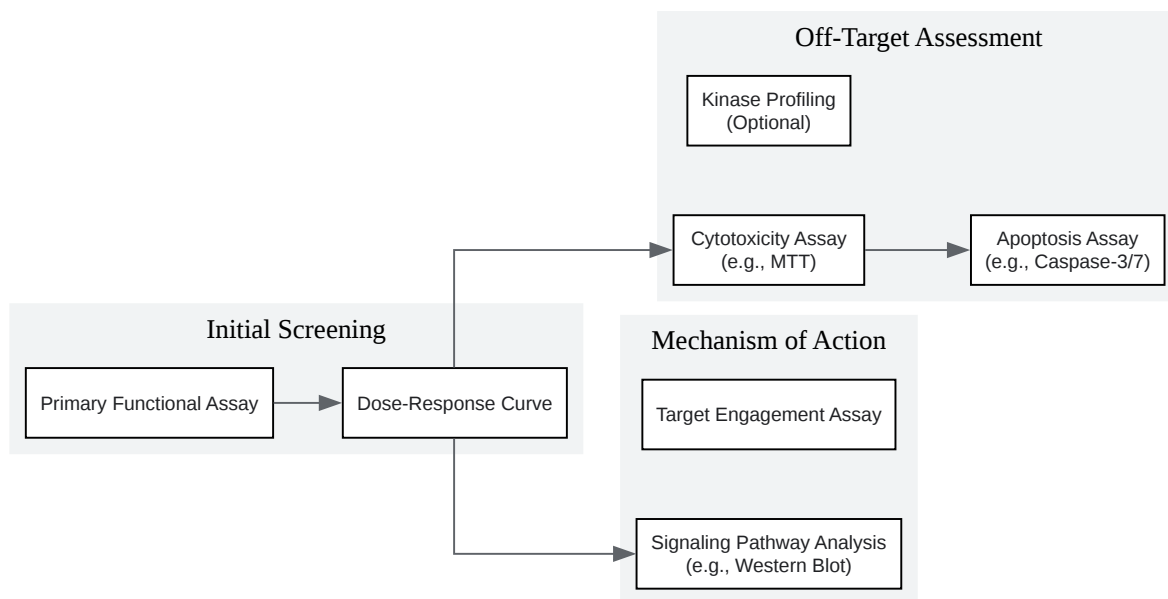 Off-Target Assessment
Kinase Profiling
(Optional)
Cytotoxicity Assay
(e.g., MTT)
Apoptosis Assay
(e.g., Caspase-3/7)
Initial Screening
Primary Functional Assay
Dose-Response Curve
Mechanism of Action
Target Engagement Assay
Signaling Pathway Analysis
(e.g., Western Blot)